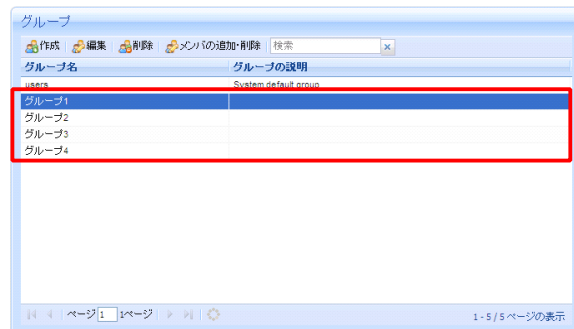 グループ
作成 編集 削除 メンバの追加・削除 検索
グループ名 グループの説明
users System default group
グループ1
グループ2
グループ3
グループ4
ページ 1 1ページ 1 - 5 / 5 ページの表示